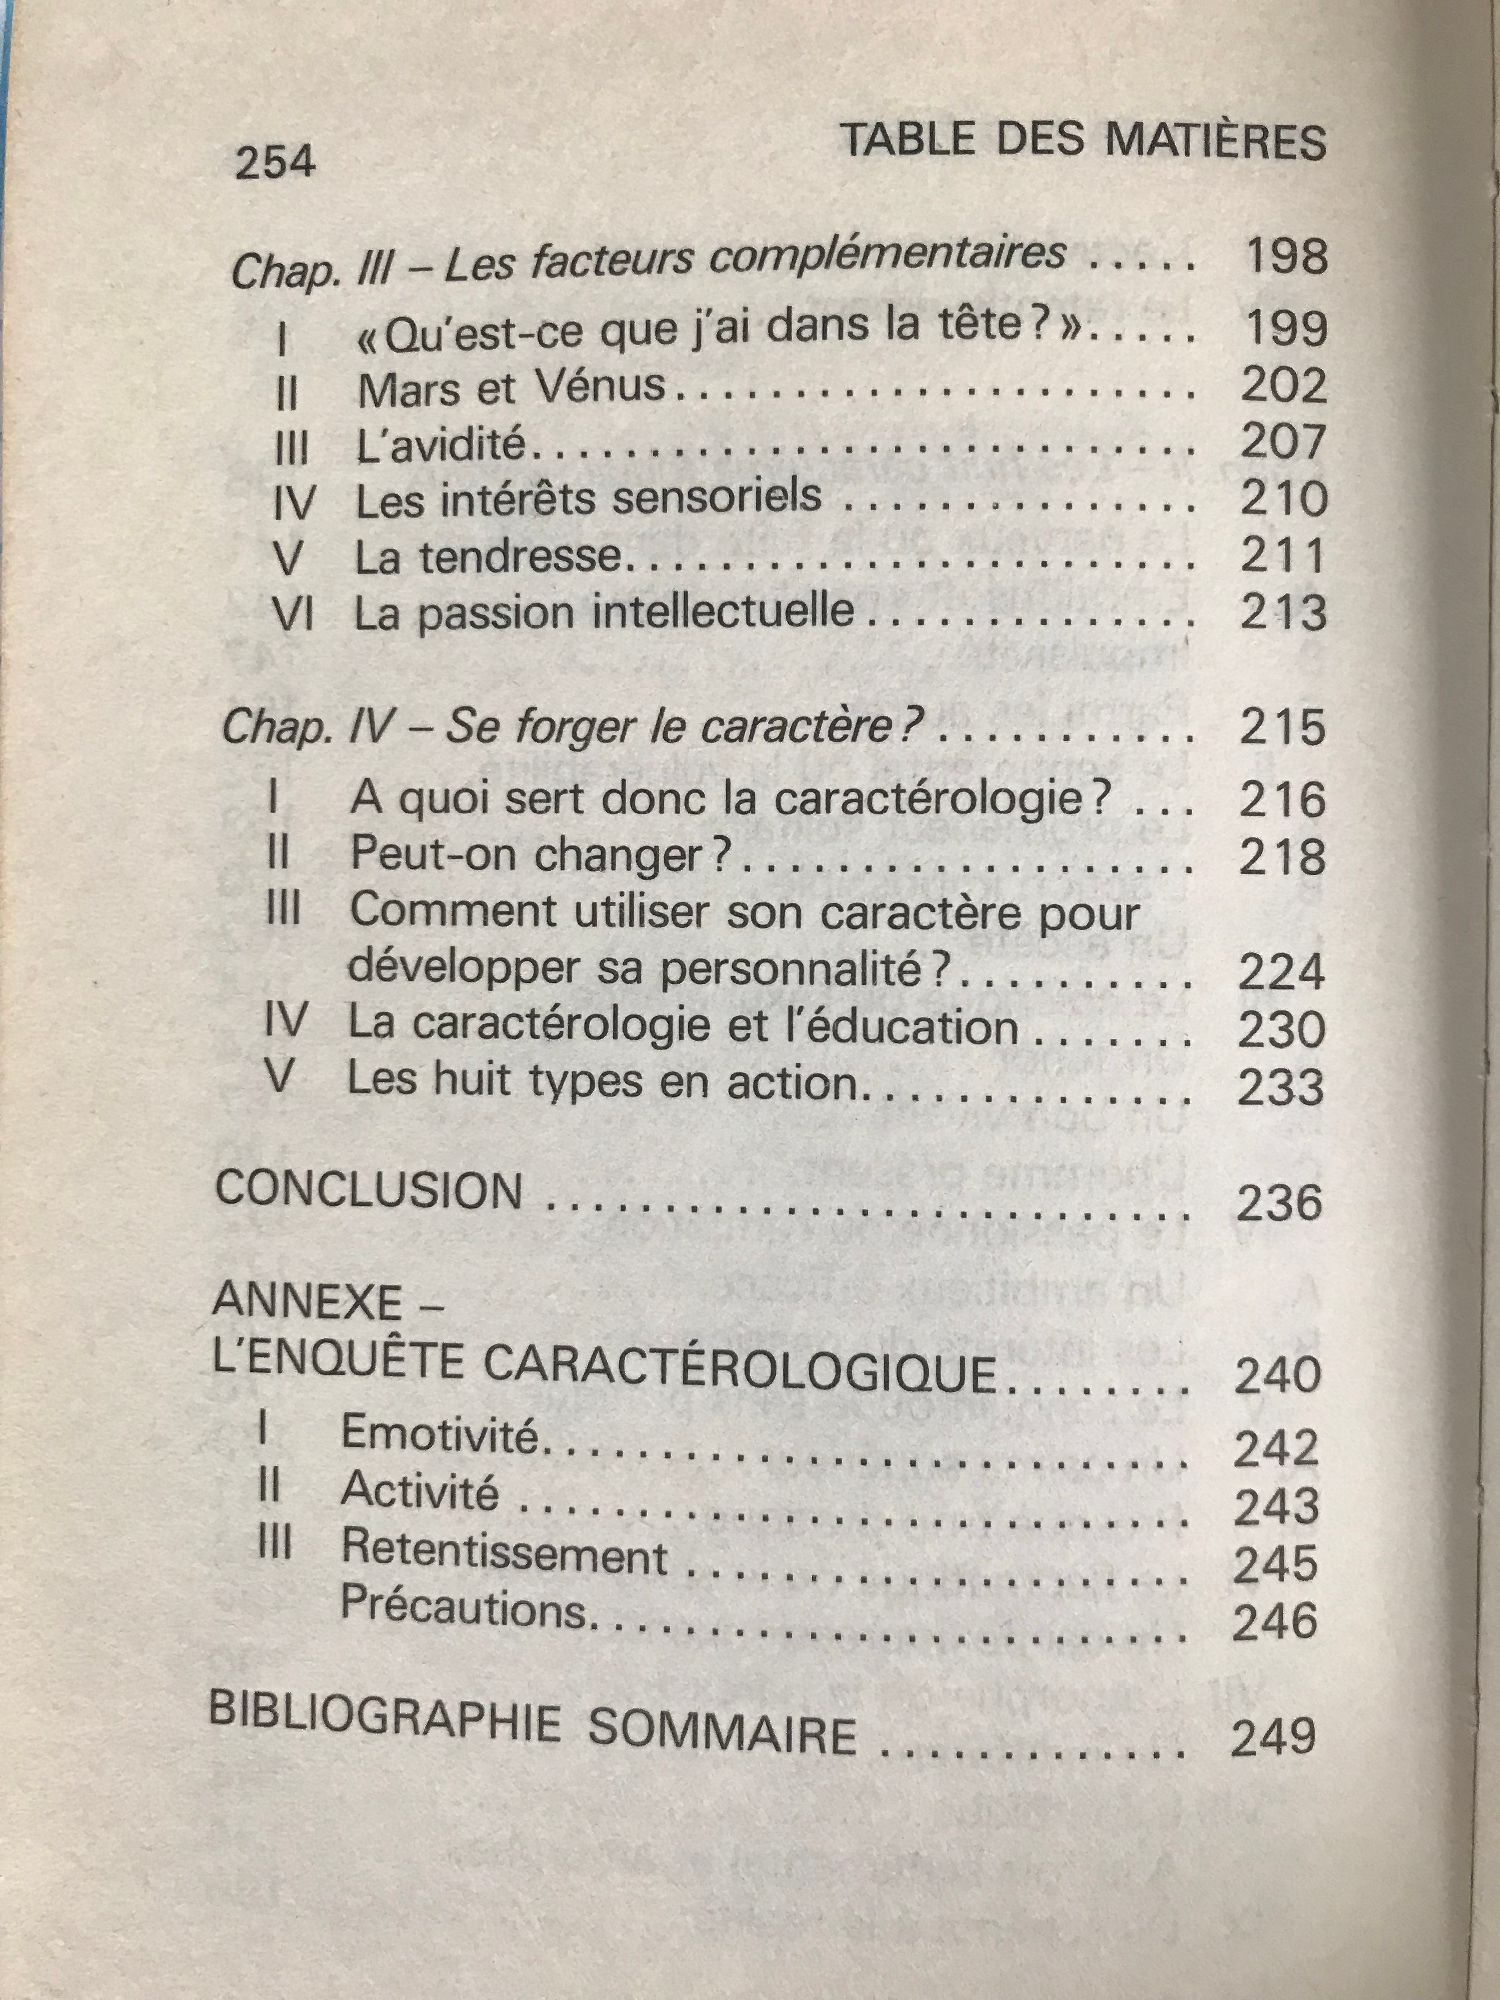 254 TABLE DES MATIÈRES
Chap. III – Les facteurs complémentaires ..... 198
I «Qu'est-ce que j'ai dans la tête?»..... 199
II Mars et Vénus...................... 202
III L'avidité............................ 207
IV Les intérêts sensoriels ............... 210
V La tendresse........................ 211
VI La passion intellectuelle.............. 213
Chap. IV – Se forger le caractère? ........... 215
I A quoi sert donc la caractérologie? ... 216
II Peut-on changer?................... 218
III Comment utiliser son caractère pour
développer sa personnalité?.......... 224
IV La caractérologie et l'éducation ....... 230
V Les huit types en action.............. 233
CONCLUSION ........................... 236
ANNEXE –
L'ENQUÊTE CARACTÉROLOGIQUE........ 240
I Emotivité........................... 242
II Activité ............................ 243
III Retentissement ..................... 245
Précautions......................... 246
BIBLIOGRAPHIE SOMMAIRE ............. 249